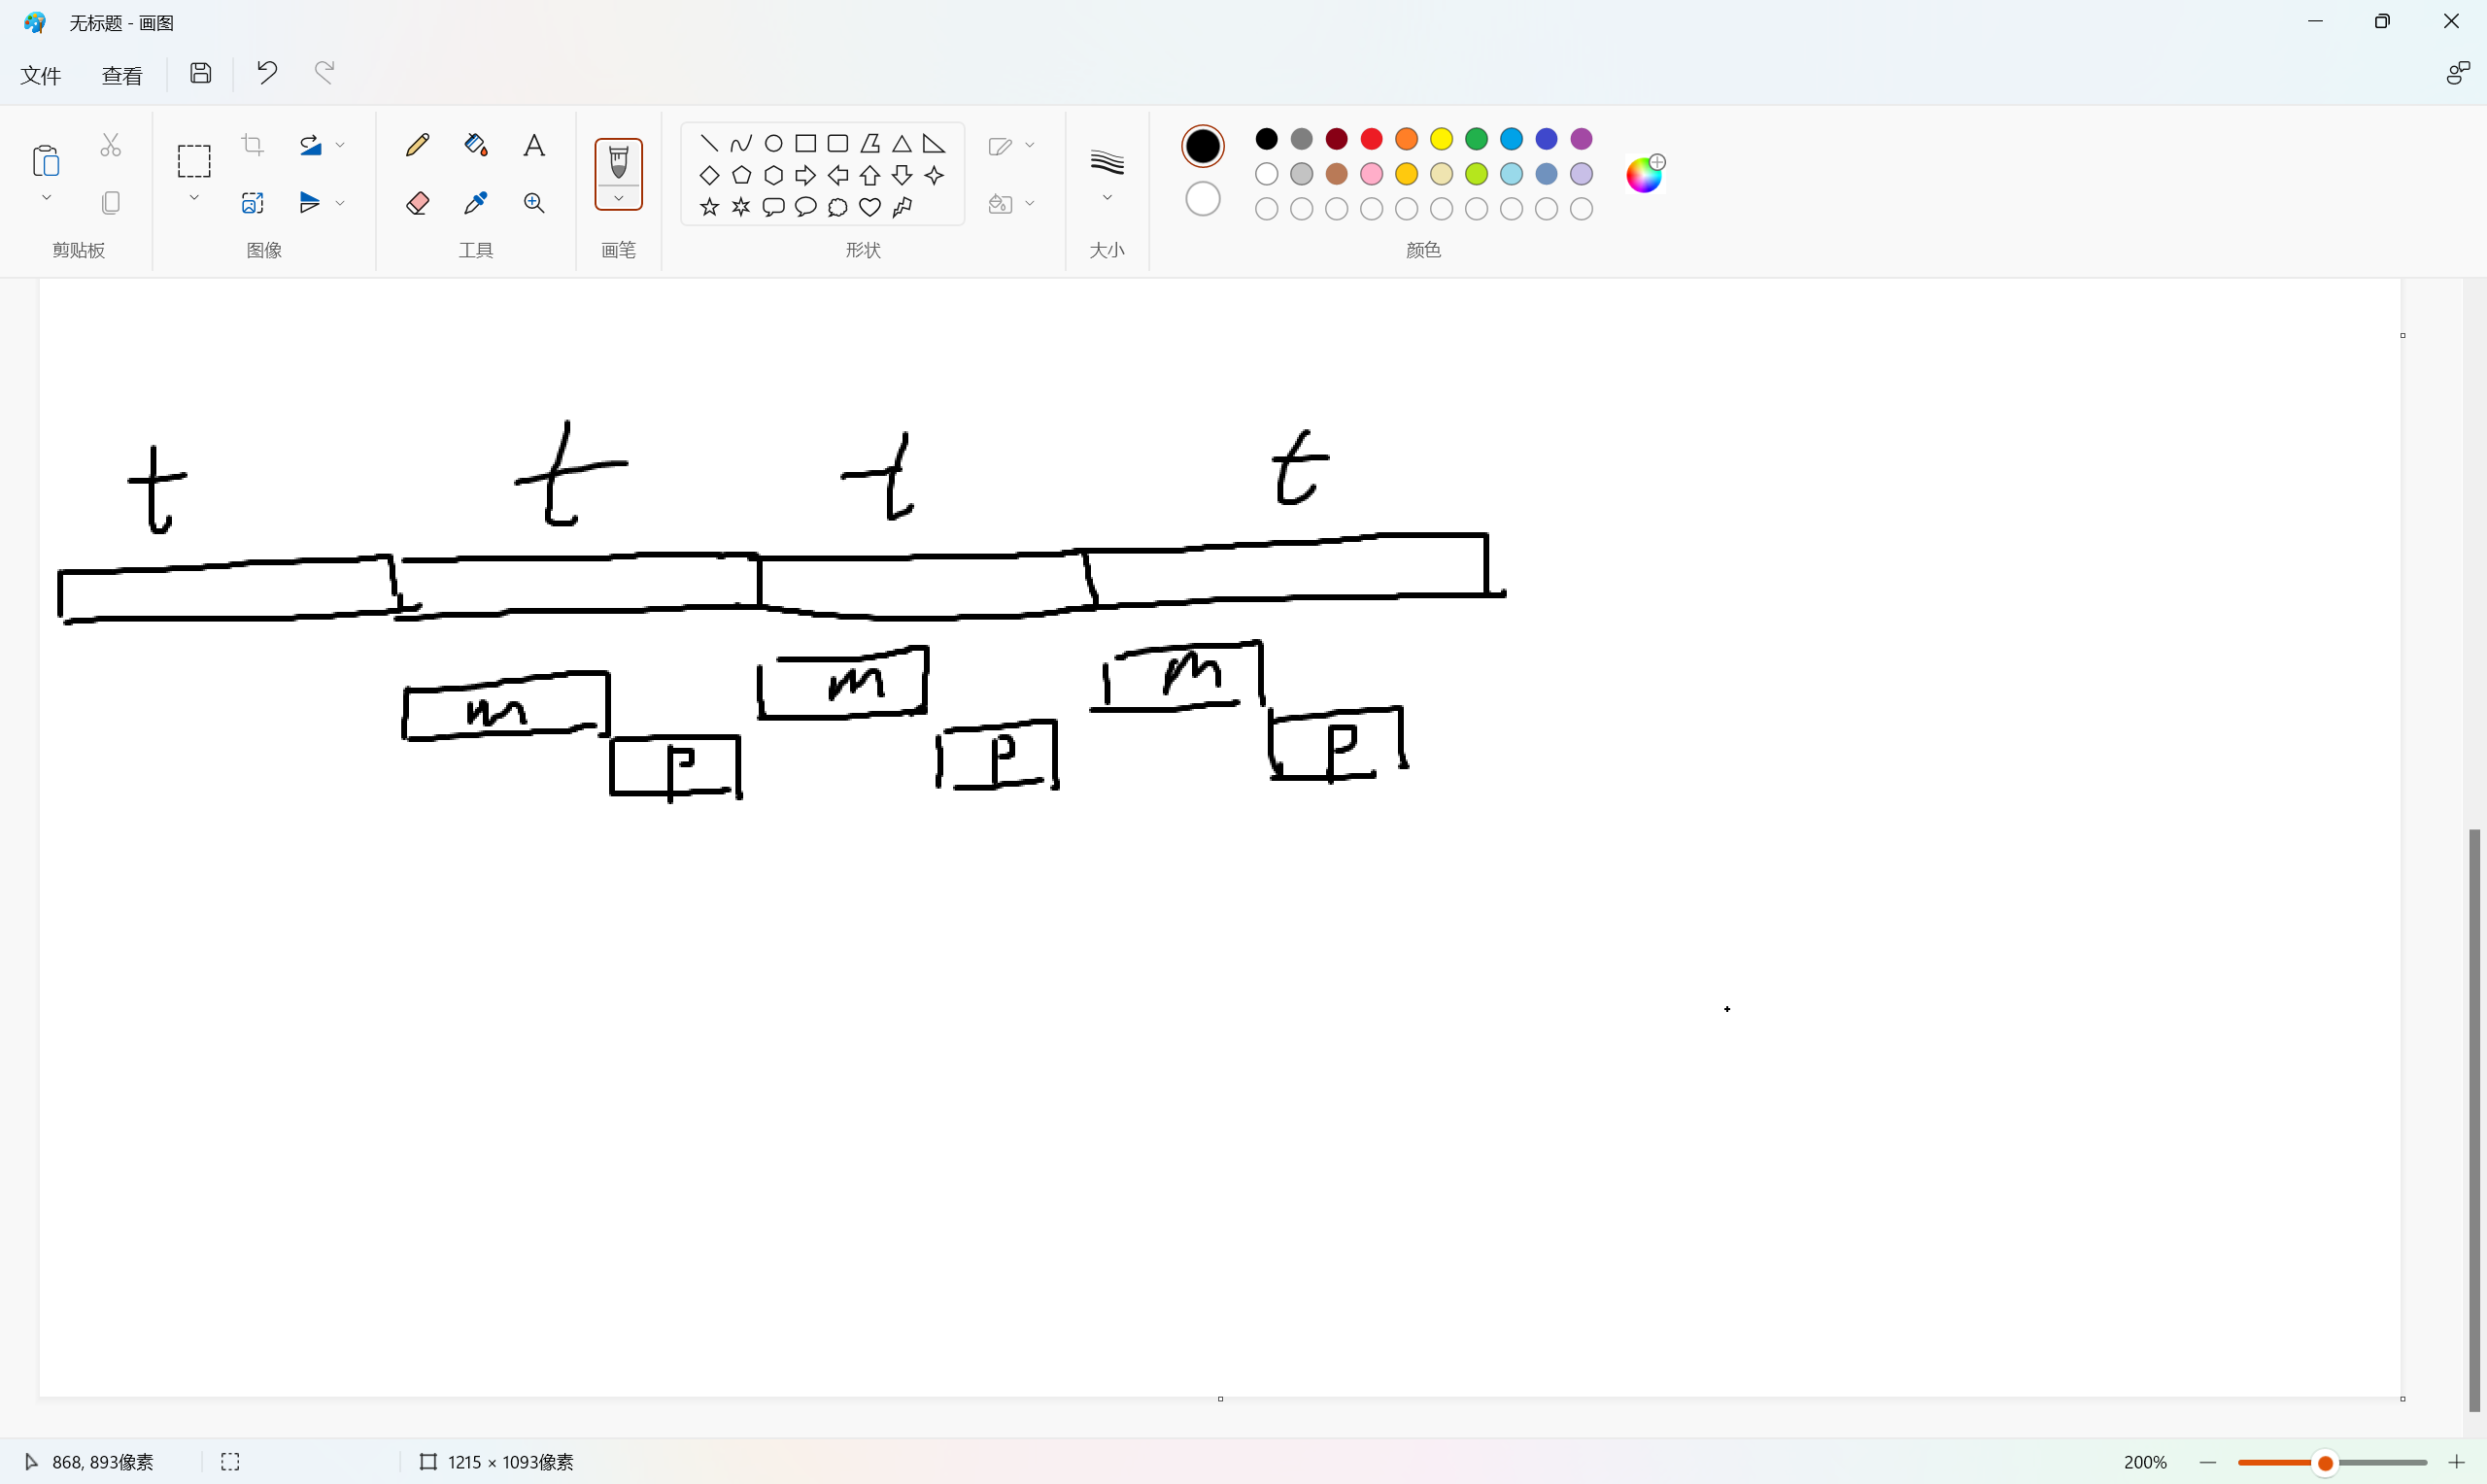 无标题 - 画图
文件 查看
剪贴板 图像 工具 画笔 形状 大小 颜色
t t t t
m m m
p p p
868, 893像素 1215 × 1093像素 200%